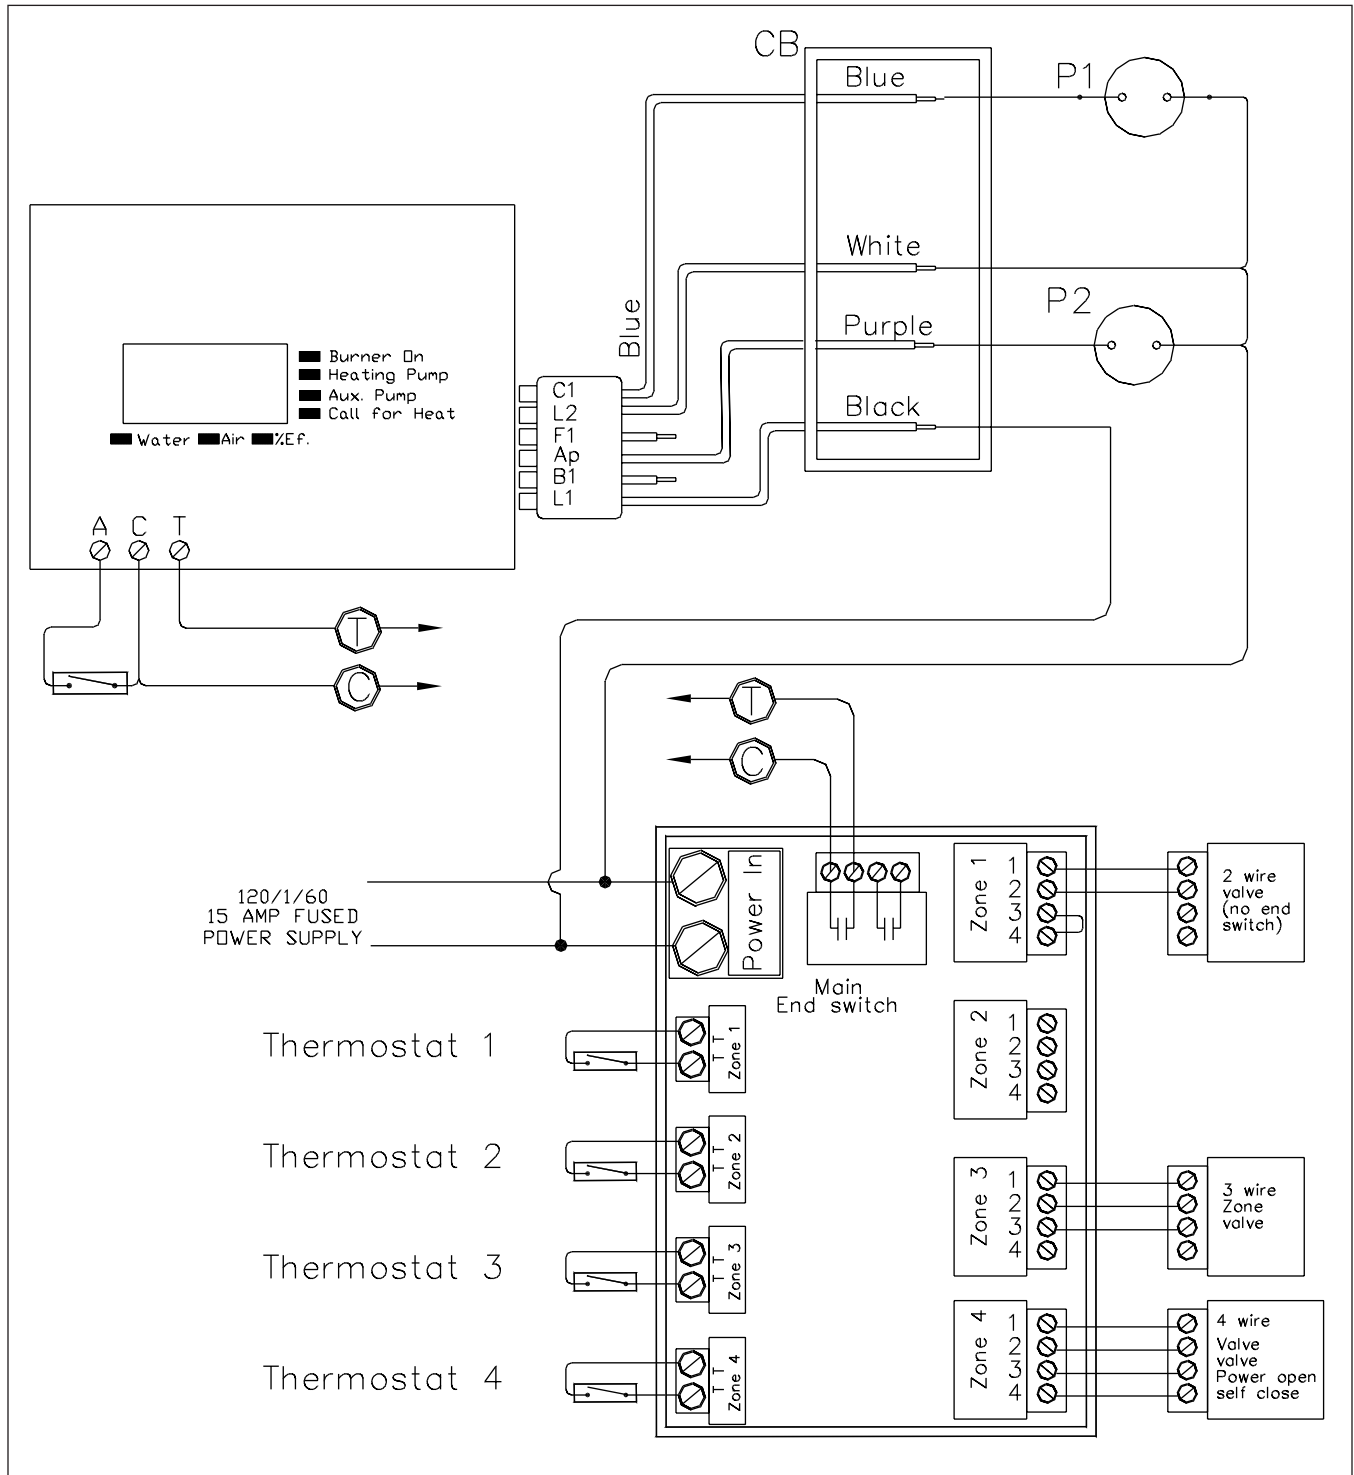 CB
Blue
P1
White
P2
Purple
Blue
Black
Burner On
Heating Pump
Aux. Pump
Call for Heat
Water Air %Ef.
C1
L2
F1
Ap
B1
L1
A C T
T
C
T
C
120/1/60
15 AMP FUSED
POWER SUPPLY
Power In
Main
End switch
Zone 1
1
2
3
4
2 wire
valve
(no end
switch)
Thermostat 1
T T
Zone 1
Zone 2
1
2
3
4
Thermostat 2
T T
Zone 2
Zone 3
1
2
3
4
3 wire
Zone
valve
Thermostat 3
T T
Zone 3
Zone 4
1
2
3
4
4 wire
Valve
valve
Power open
self close
Thermostat 4
T T
Zone 4